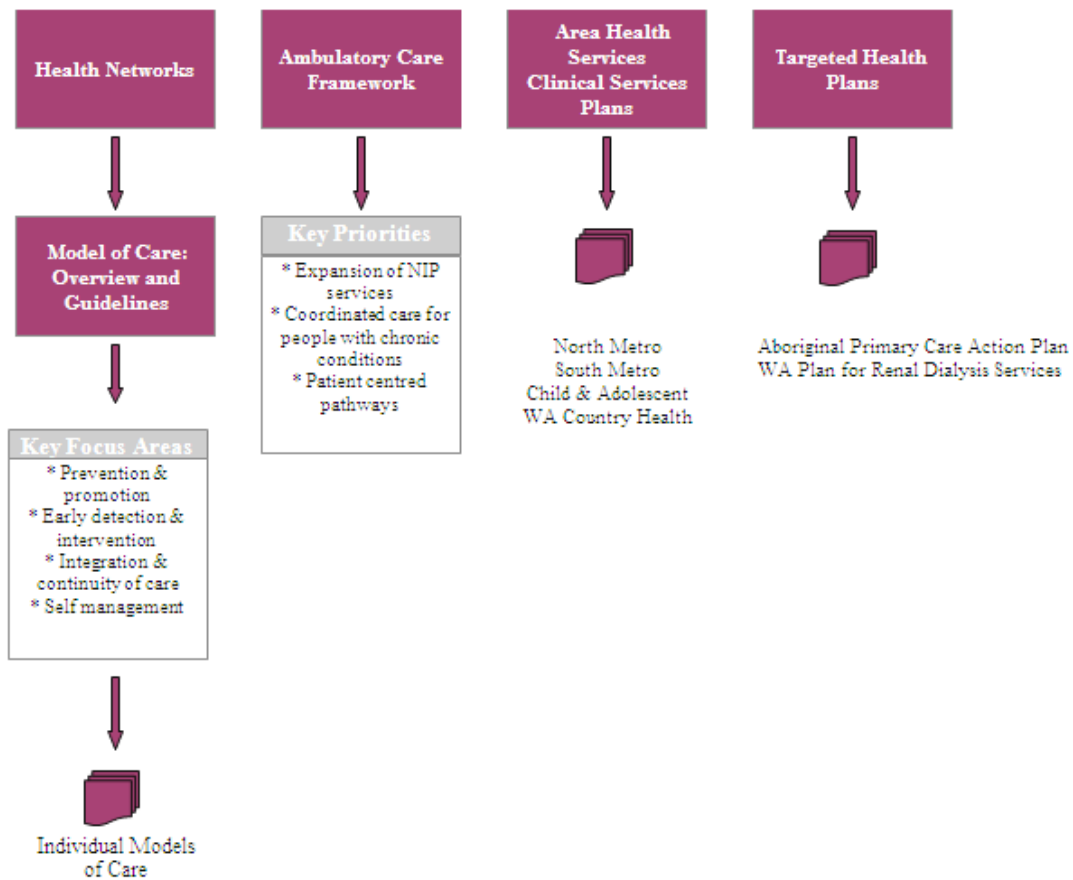 Health Networks
Ambulatory Care
Framework
Area Health
Services
Clinical Services
Plans
Targeted Health
Plans
Model of Care:
Overview and
Guidelines
Key Priorities
* Expansion of NIP
services
* Coordinated care for
people with chronic
conditions
* Patient centred
pathways
North Metro
South Metro
Child & Adolescent
WA Country Health
Aboriginal Primary Care Action Plan
WA Plan for Renal Dialysis Services
Key Focus Areas
* Prevention &
promotion
* Early detection &
intervention
* Integration &
continuity of care
* Self management
Individual Models
of Care